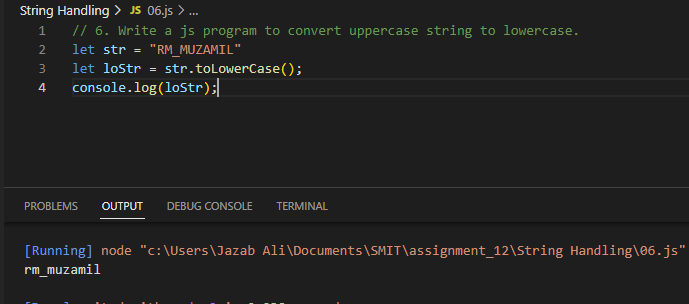 String Handling > JS 06.js > ...
1 // 6. Write a js program to convert uppercase string to lowercase.
2 let str = "RM_MUZAMIL"
3 let loStr = str.toLowerCase();
4 console.log(loStr);
PROBLEMS OUTPUT DEBUG CONSOLE TERMINAL
[Running] node "c:\Users\Jazab Ali\Documents\SMIT\assignment_12\String Handling\06.js"
rm_muzamil